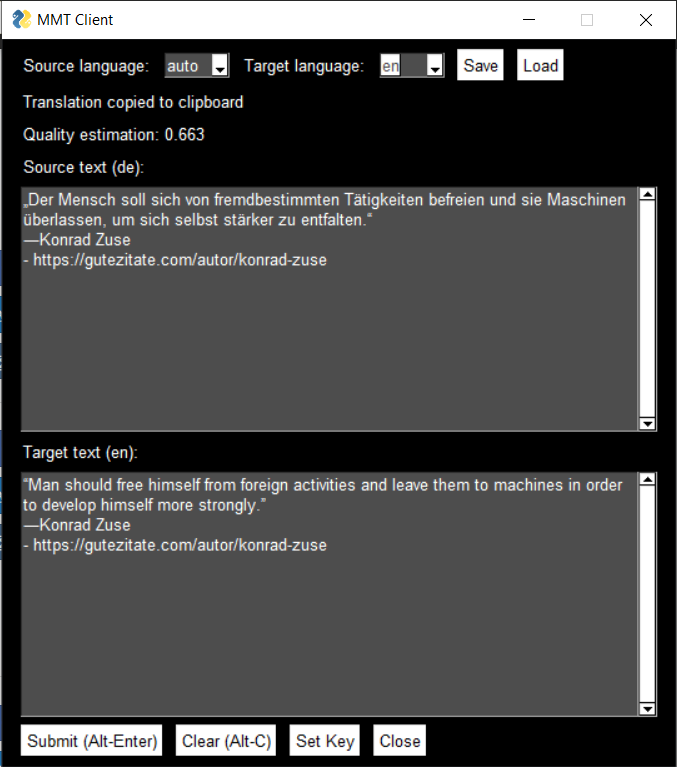 MMT Client
Source language: auto Target language: en Save Load
Translation copied to clipboard
Quality estimation: 0.663
Source text (de):
„Der Mensch soll sich von fremdbestimmten Tätigkeiten befreien und sie Maschinen
überlassen, um sich selbst stärker zu entfalten.“
—Konrad Zuse
- https://gutezitate.com/autor/konrad-zuse
Target text (en):
“Man should free himself from foreign activities and leave them to machines in order
to develop himself more strongly.”
—Konrad Zuse
- https://gutezitate.com/autor/konrad-zuse
Submit (Alt-Enter) Clear (Alt-C) Set Key Close